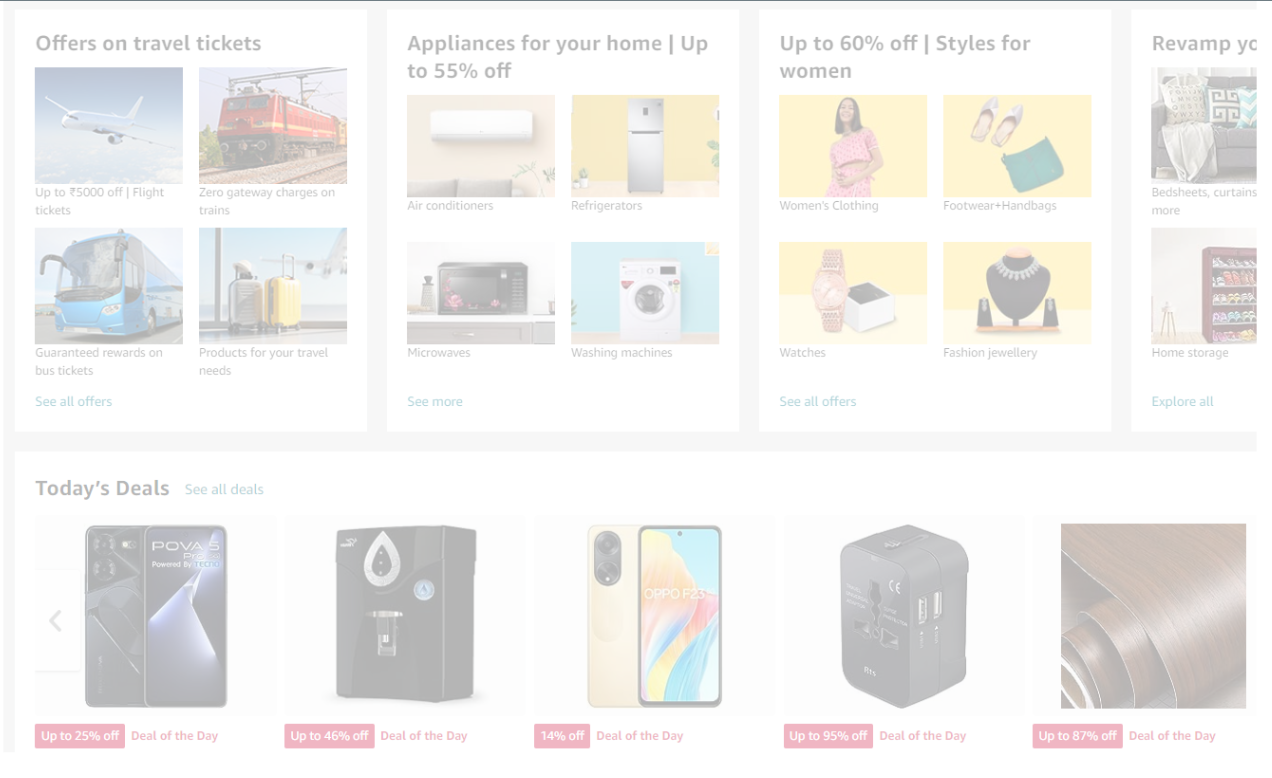 Offers on travel tickets
Up to ₹5000 off | Flight
tickets
Zero gateway charges on
trains
Guaranteed rewards on
bus tickets
Products for your travel
needs
See all offers
Appliances for your home | Up
to 55% off
Air conditioners
Refrigerators
Microwaves
Washing machines
See more
Up to 60% off | Styles for
women
Women's Clothing
Footwear+Handbags
Watches
Fashion jewellery
See all offers
Revamp yo
Bedsheets, curtains
more
Home storage
Explore all
Today's Deals See all deals
POVA 5
Powered By TECNO
OPPO F23
CE
Rts
Up to 25% off Deal of the Day
Up to 46% off Deal of the Day
14% off Deal of the Day
Up to 95% off Deal of the Day
Up to 87% off Deal of the Day